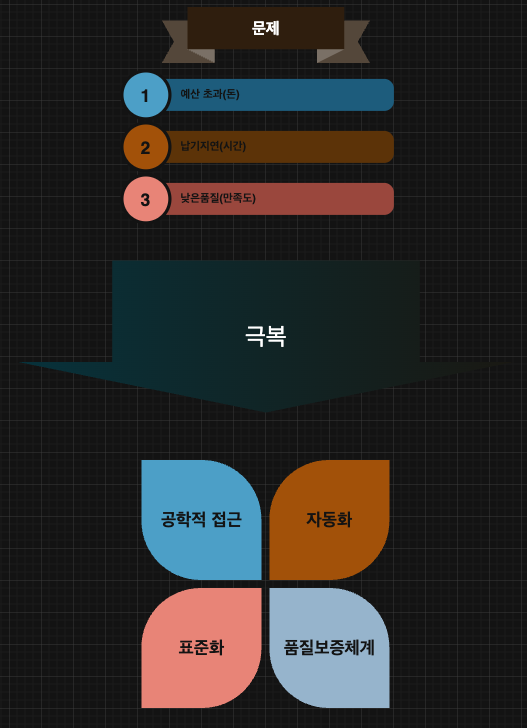 문제
1 예산 초과(돈)
2 납기지연(시간)
3 낮은품질(만족도)
극복
공학적 접근
자동화
표준화
품질보증체계